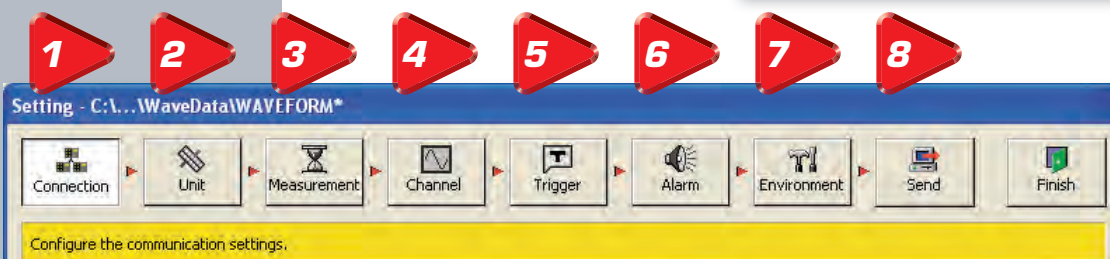 1 2 3 4 5 6 7 8
Setting - C:\...\WaveData\WAVEFORM*
Connection Unit Measurement Channel Trigger Alarm Environment Send Finish
Configure the communication settings.